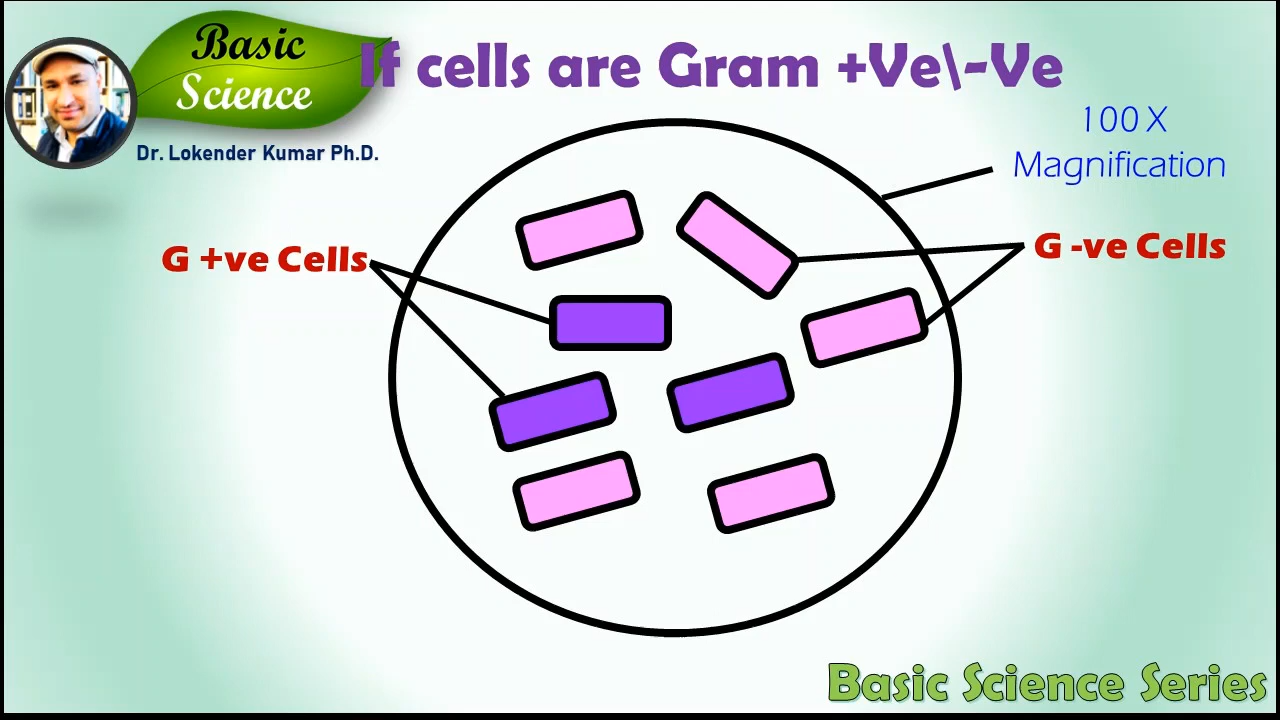 Basic
Science
If cells are Gram +Ve\-Ve
Dr. Lokender Kumar Ph.D.
100 X
Magnification
G +ve Cells
G -ve Cells
Basic Science Series